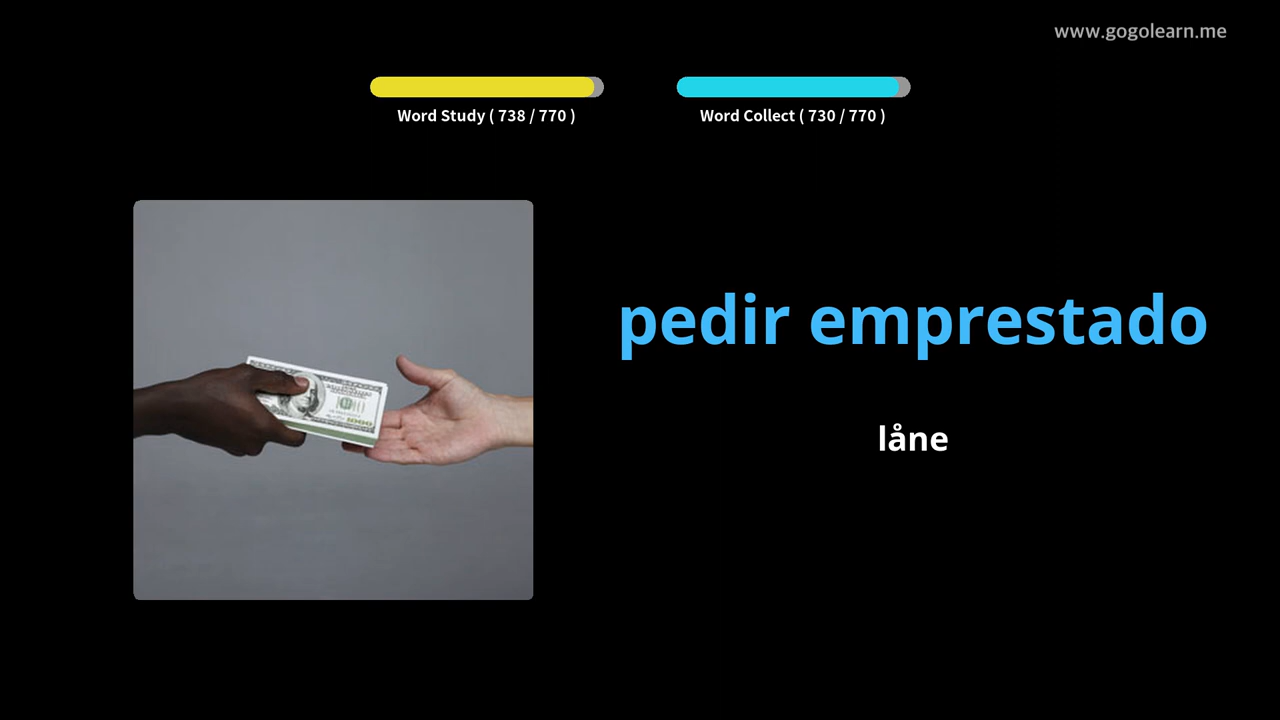 www.gogolearn.me
Word Study ( 738 / 770 )
Word Collect ( 730 / 770 )
pedir emprestado
låne